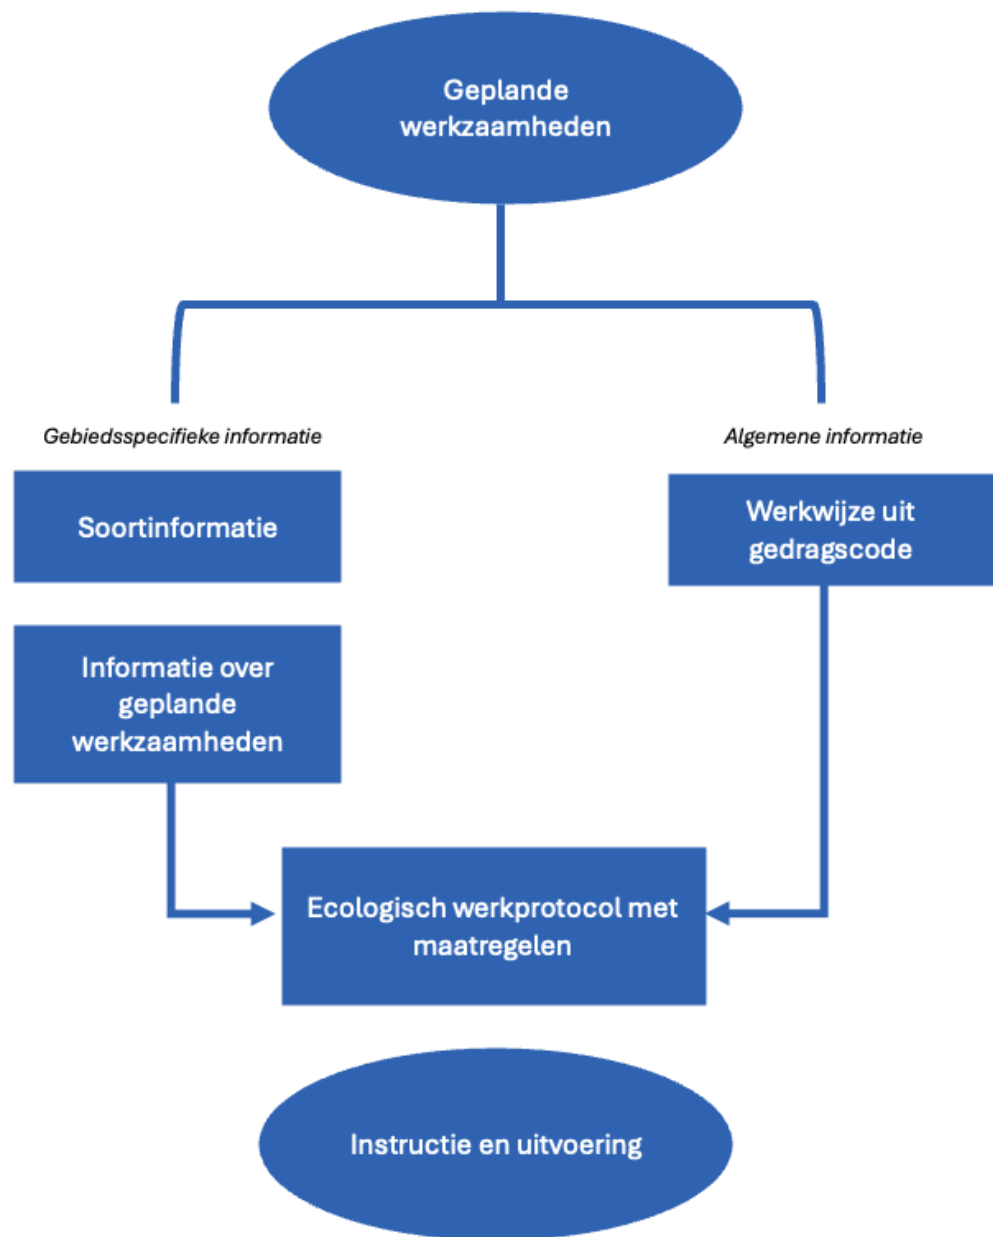 Geplande
werkzaamheden
Gebiedsspecifieke informatie
Algemene informatie
Soortinformatie
Werkwijze uit
gedragscode
Informatie over
geplande
werkzaamheden
Ecologisch werkprotocol met
maatregelen
Instructie en uitvoering